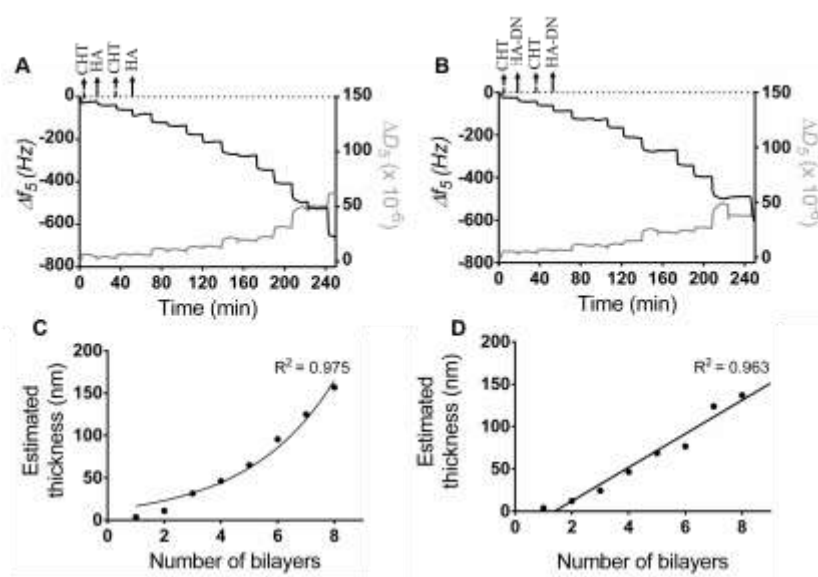 A
CHT
HA
CHT
HA
0
-200
-400
-600
-800
Δf5 (Hz)
150
100
50
0
ΔD5 (x 10-6)
0 40 80 120 160 200 240
Time (min)
B
CHT
HA-DN
CHT
HA-DN
0
-200
-400
-600
-800
Δf5 (Hz)
150
100
50
0
ΔD5 (x 10-6)
0 40 80 120 160 200 240
Time (min)
C
R2 = 0.975
200
150
100
50
0
Estimated
thickness (nm)
0 2 4 6 8
Number of bilayers
D
R2 = 0.963
200
150
100
50
0
Estimated
thickness (nm)
0 2 4 6 8
Number of bilayers